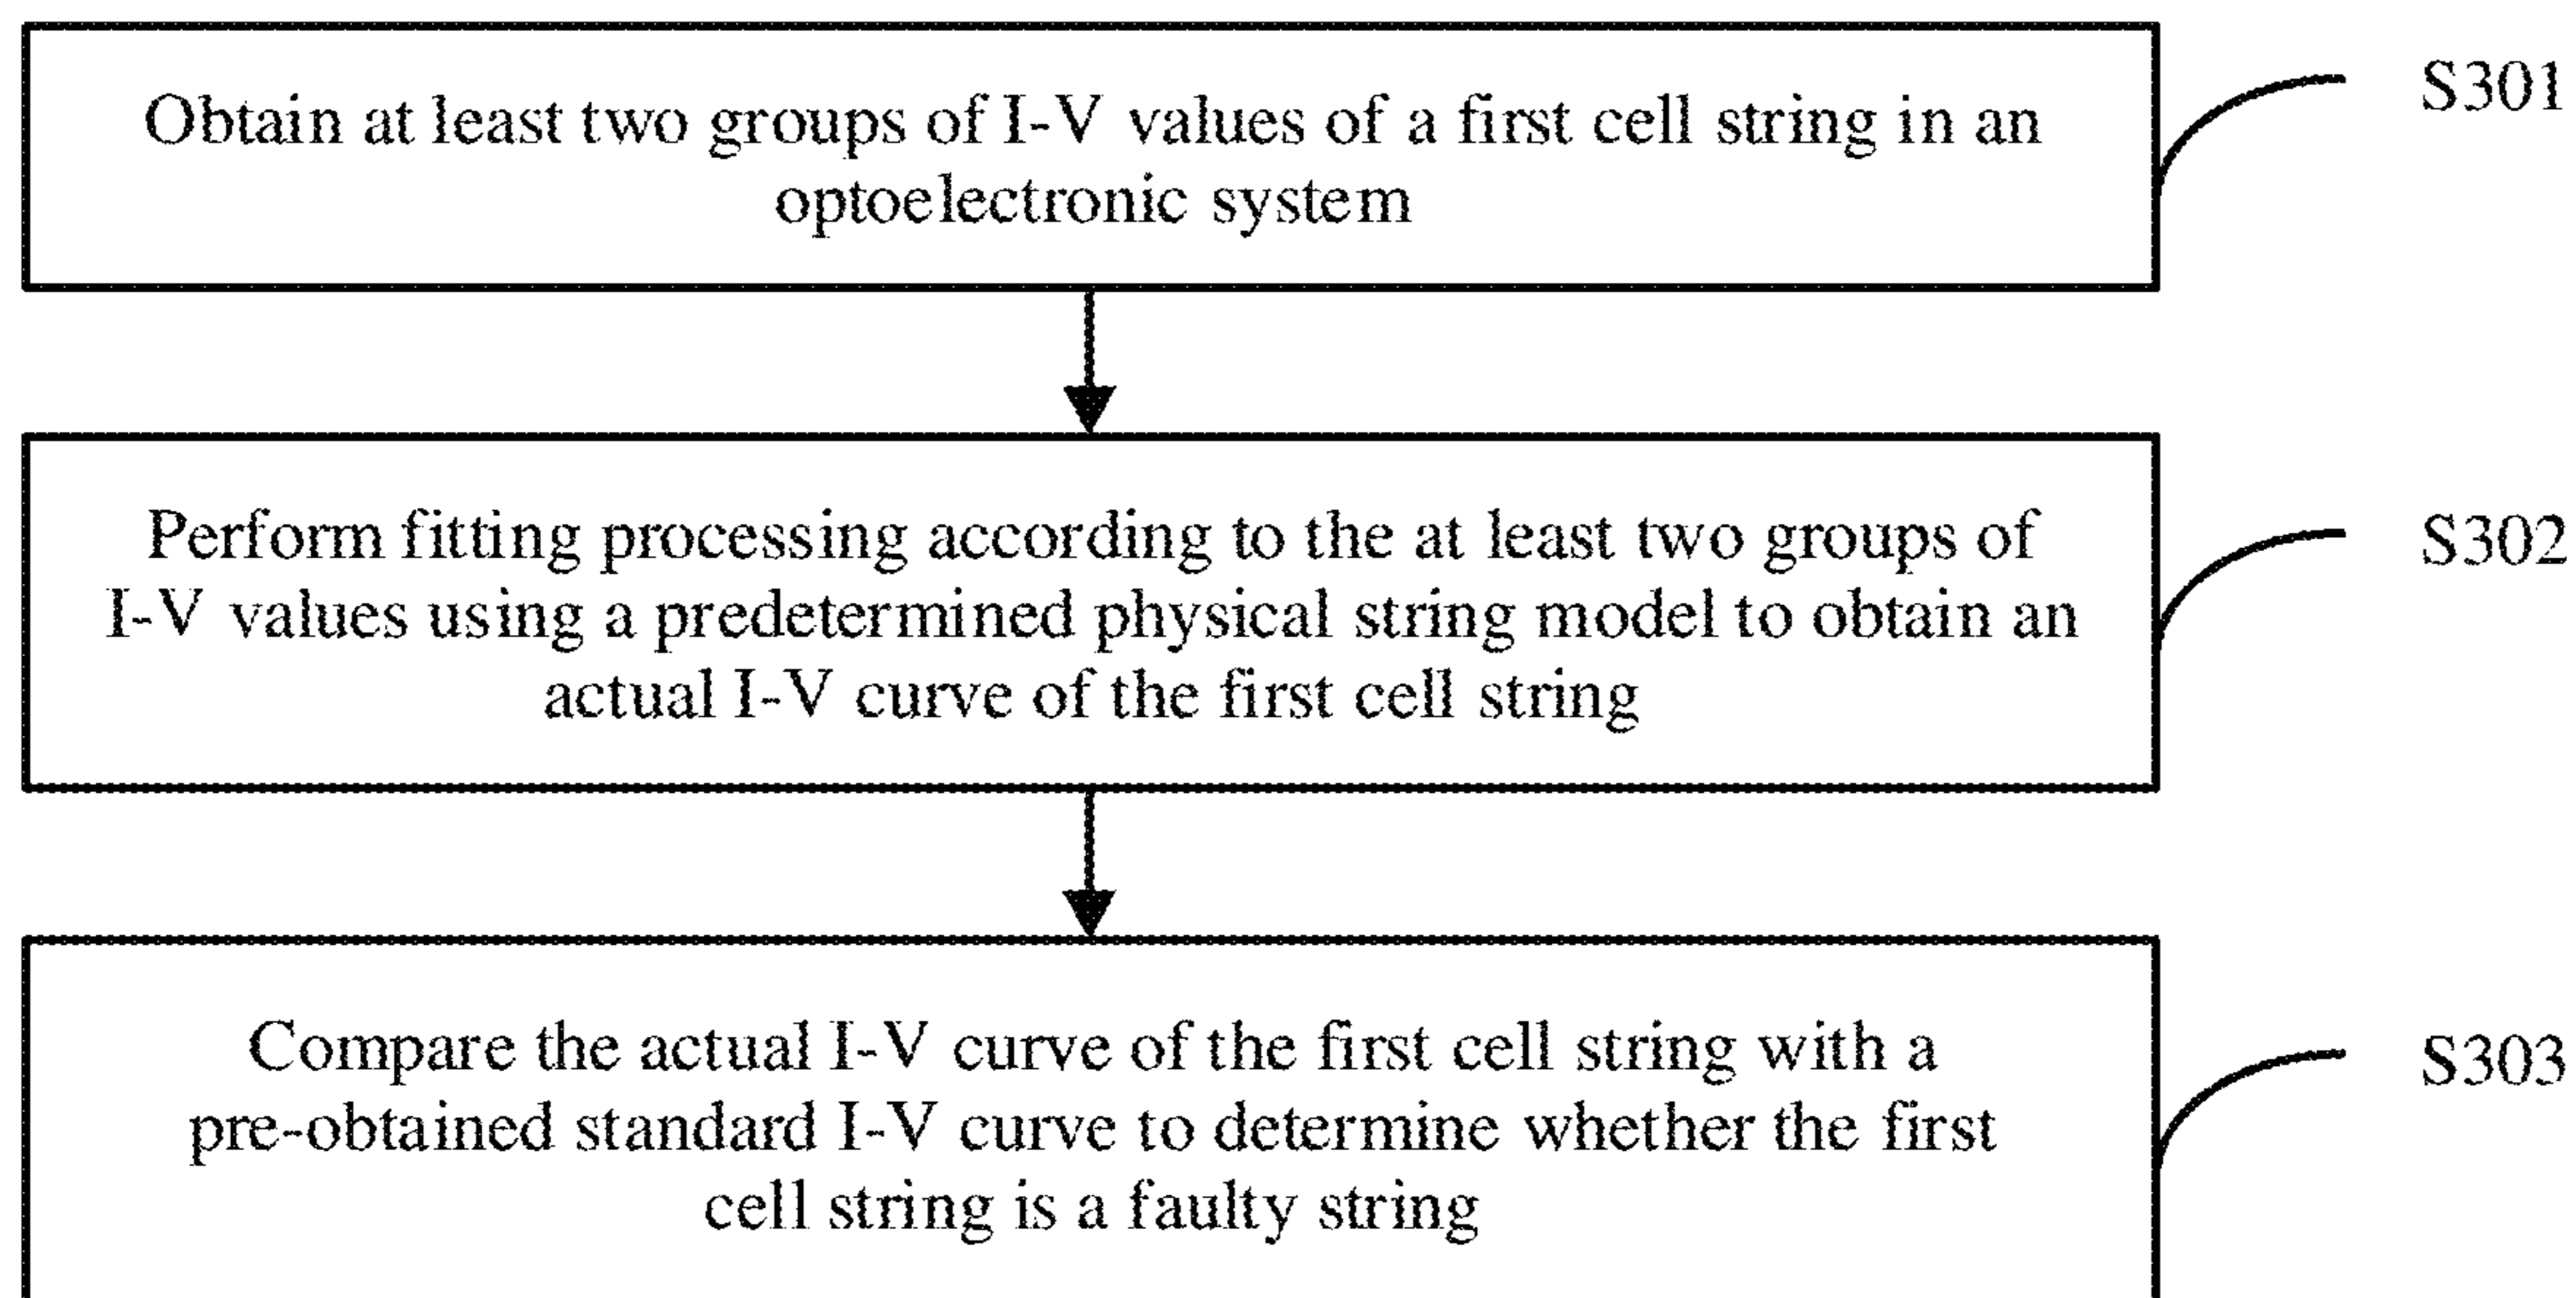 Obtain at least two groups of I-V values of a first cell string in an
optoelectronic system
S301
Perform fitting processing according to the at least two groups of
I-V values using a predetermined physical string model to obtain an
actual I-V curve of the first cell string
S302
Compare the actual I-V curve of the first cell string with a
pre-obtained standard I-V curve to determine whether the first
cell string is a faulty string
S303